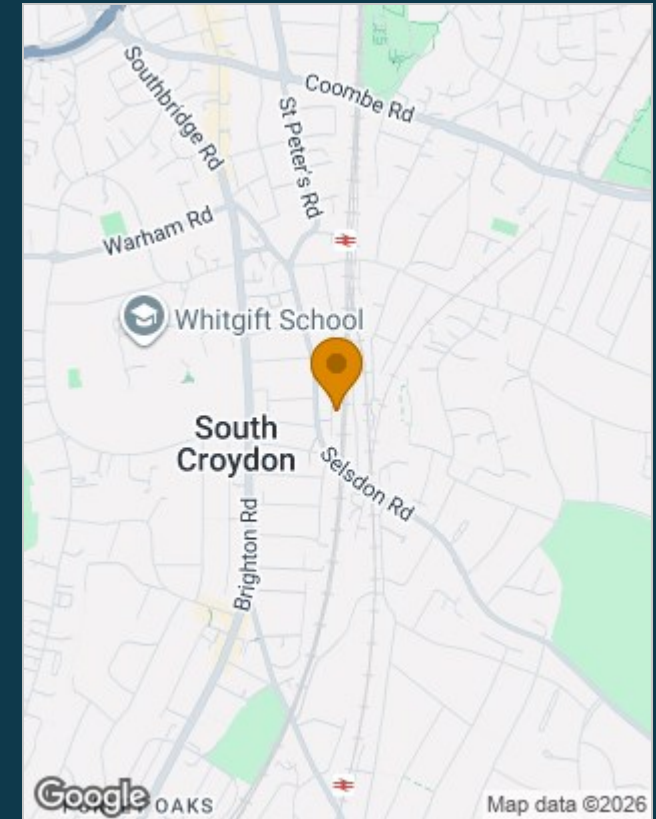 Southbridge Rd
Coombe Rd
St Peter's Rd
Warham Rd
Whitgift School
South
Croydon
Selsdon Rd
Brighton Rd
OAKS
Google
Map data ©2026